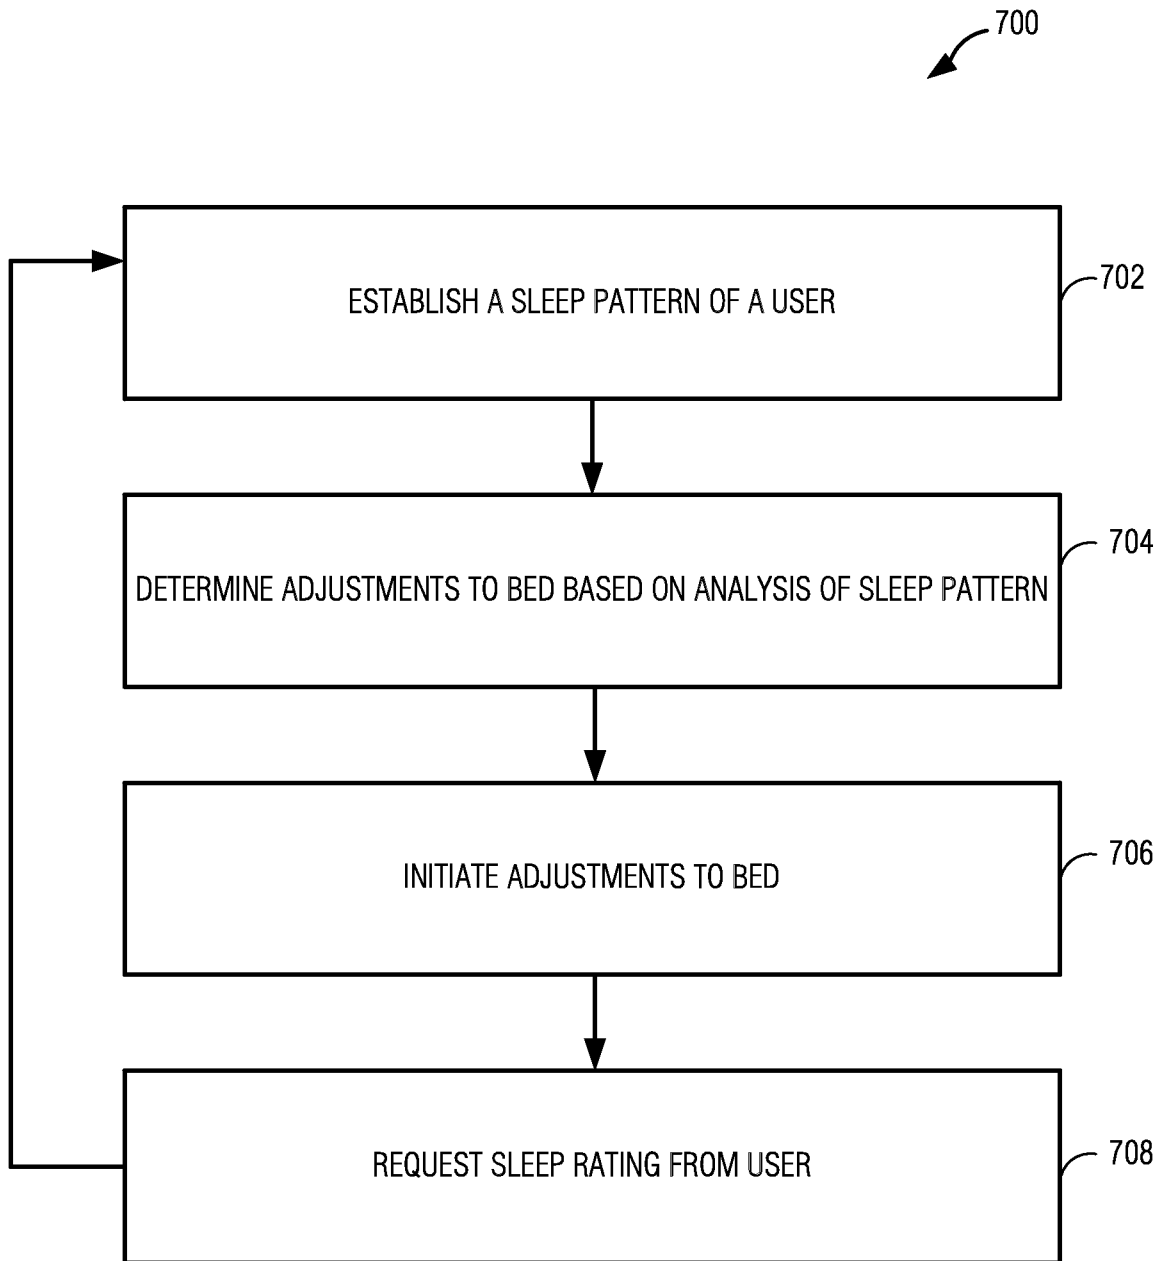 700
ESTABLISH A SLEEP PATTERN OF A USER
702
DETERMINE ADJUSTMENTS TO BED BASED ON ANALYSIS OF SLEEP PATTERN
704
INITIATE ADJUSTMENTS TO BED
706
REQUEST SLEEP RATING FROM USER
708